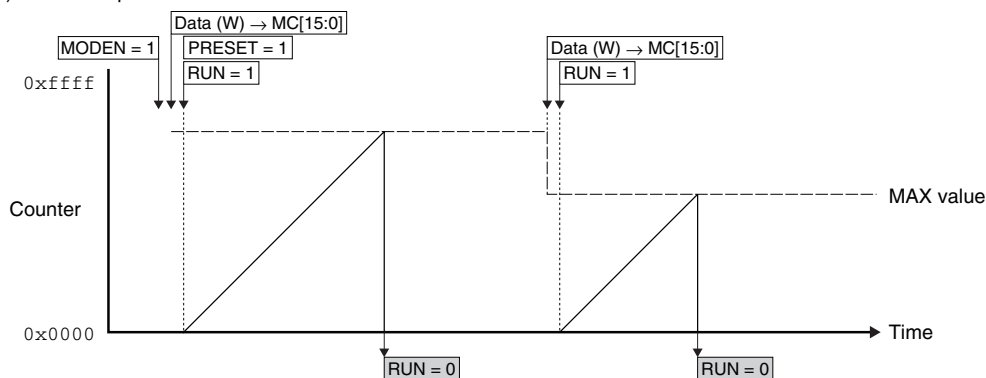 Data (W) → MC[15:0]
MODEN = 1
PRESET = 1
RUN = 1
Data (W) → MC[15:0]
RUN = 1
0xffff
Counter
MAX value
0x0000
Time
RUN = 0
RUN = 0